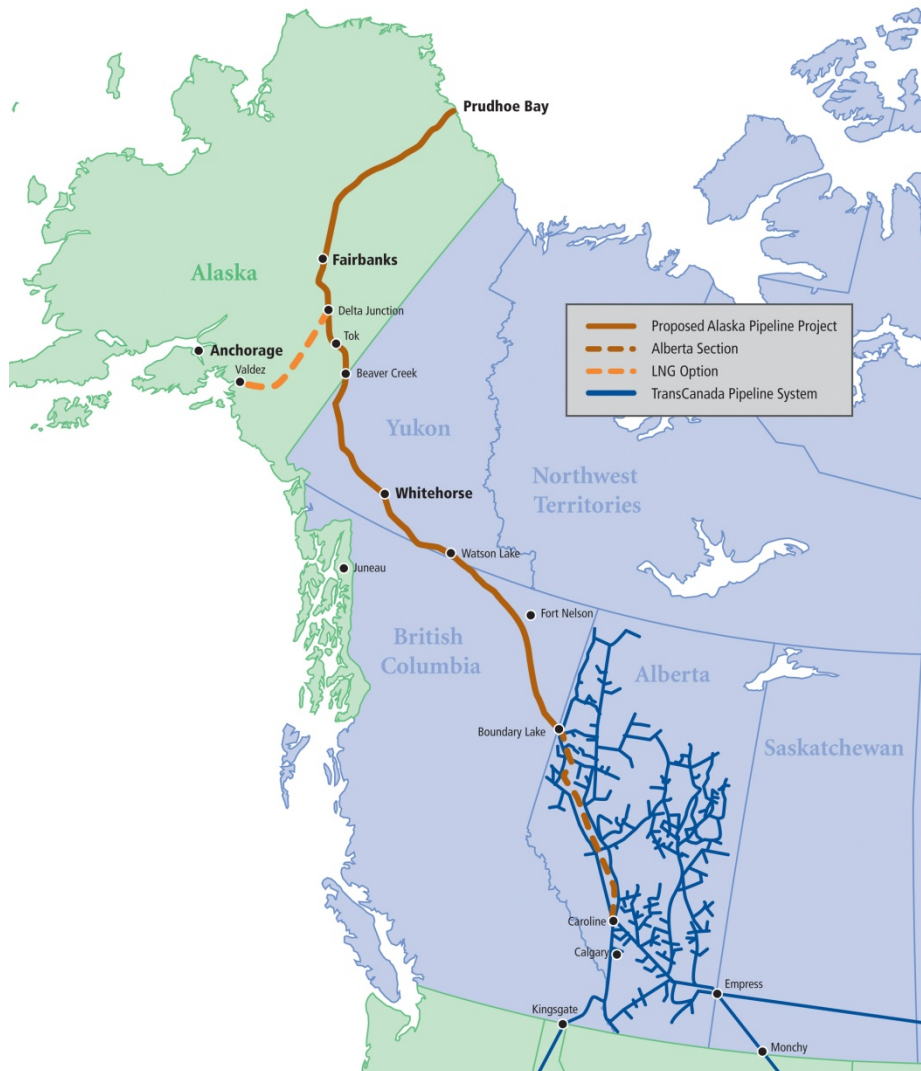 Prudhoe Bay
Fairbanks
Alaska
Delta Junction
Tok
Anchorage
Valdez
Beaver Creek
Proposed Alaska Pipeline Project
Alberta Section
LNG Option
TransCanada Pipeline System
Yukon
Northwest
Territories
Whitehorse
Watson Lake
Juneau
Fort Nelson
British
Columbia
Alberta
Boundary Lake
Saskatchewan
Caroline
Calgary
Empress
Kingsgate
Monchy